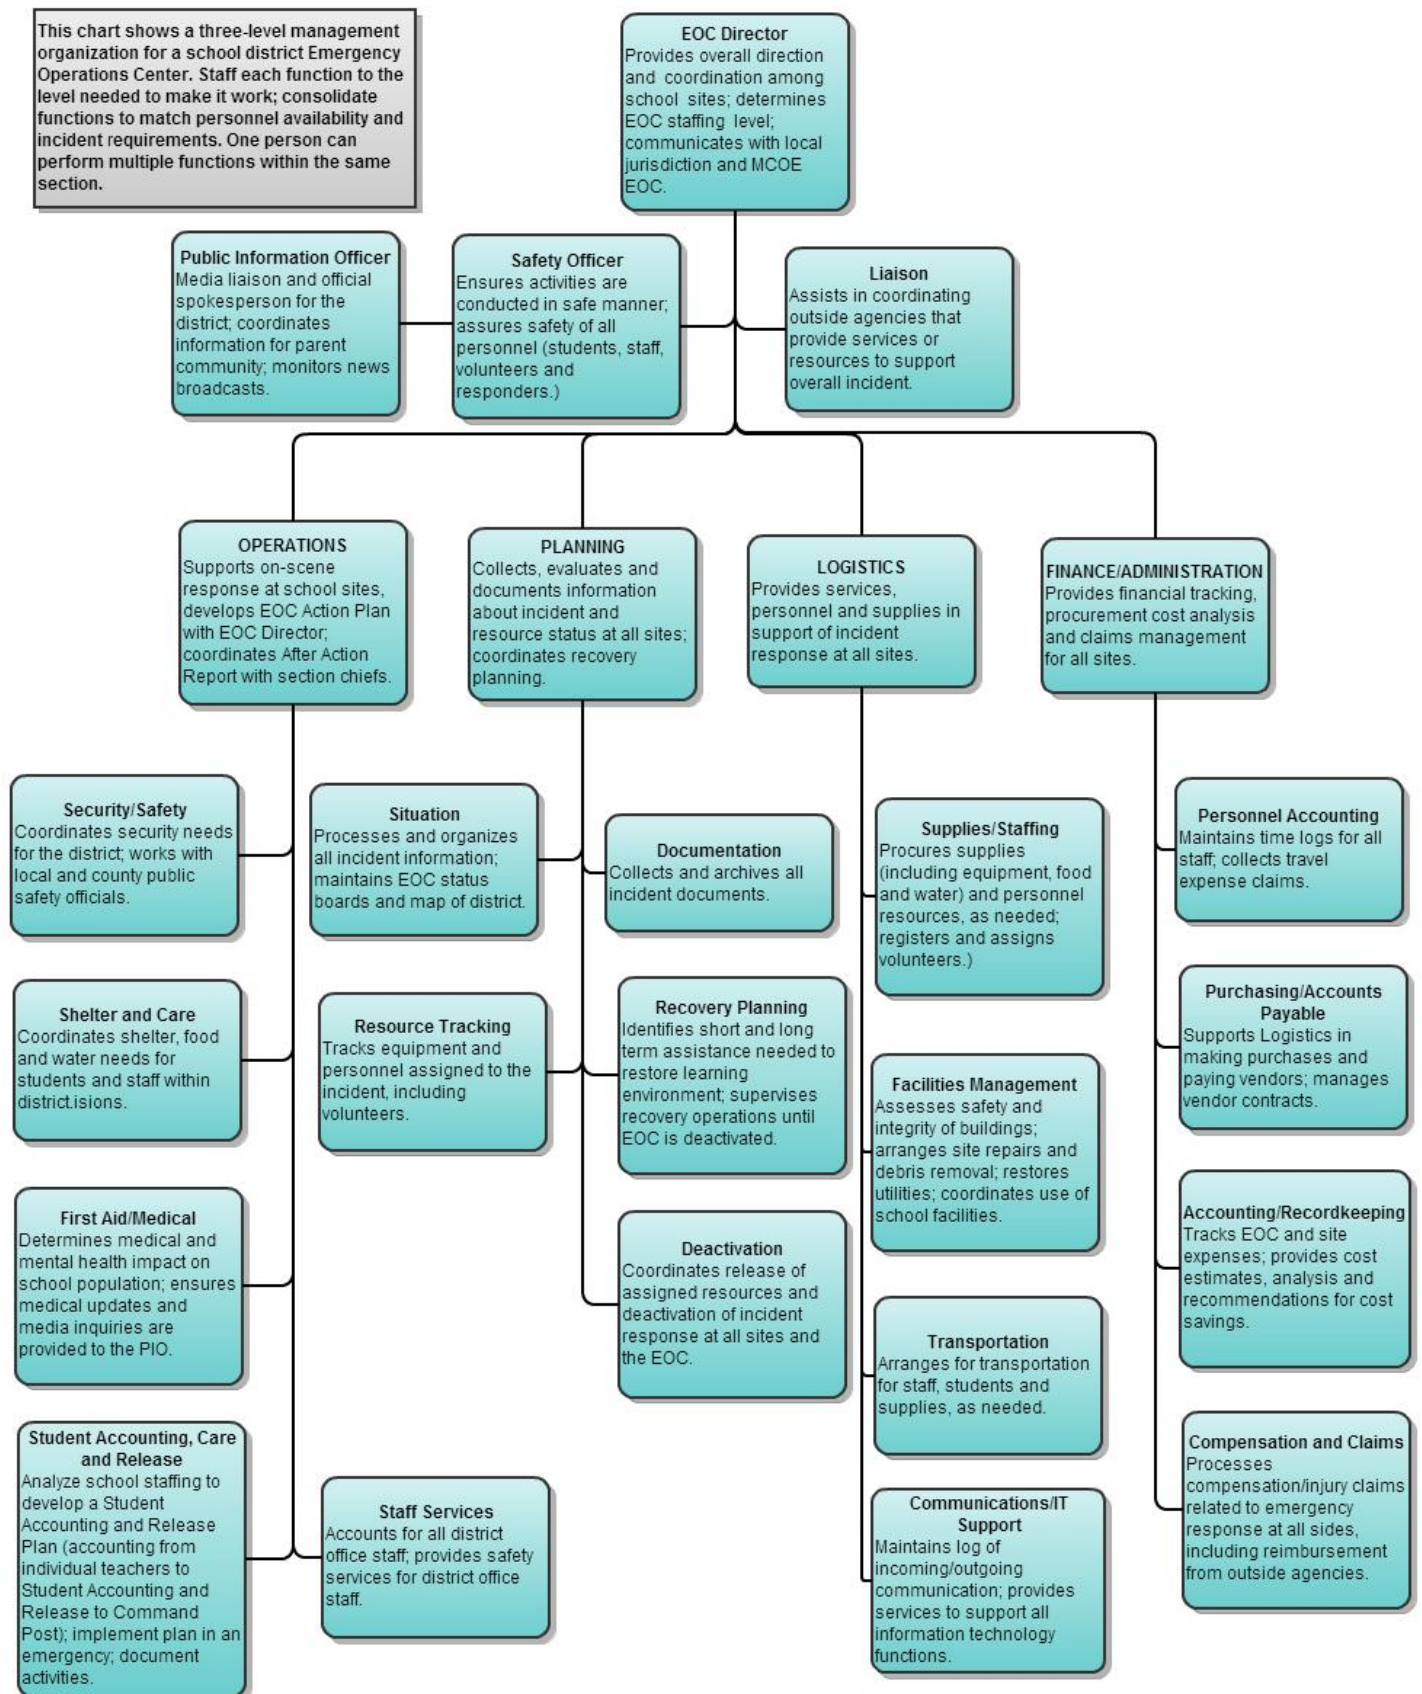 This chart shows a three-level management
organization for a school district Emergency
Operations Center. Staff each function to the
level needed to make it work; consolidate
functions to match personnel availability and
incident requirements. One person can
perform multiple functions within the same
section.
EOC Director
Provides overall direction
and coordination among
school sites; determines
EOC staffing level;
communicates with local
jurisdiction and MCOE
EOC.
Public Information Officer
Media liaison and official
spokesperson for the
district; coordinates
information for parent
community; monitors news
broadcasts.
Safety Officer
Ensures activities are
conducted in safe manner;
assures safety of all
personnel (students, staff,
volunteers and
responders.)
Liaison
Assists in coordinating
outside agencies that
provide services or
resources to support
overall incident.
OPERATIONS
Supports on-scene
response at school sites,
develops EOC Action Plan
with EOC Director;
coordinates After Action
Report with section chiefs.
PLANNING
Collects, evaluates and
documents information
about incident and
resource status at all sites;
coordinates recovery
planning.
LOGISTICS
Provides services,
personnel and supplies in
support of incident
response at all sites.
FINANCE/ADMINISTRATION
Provides financial tracking,
procurement cost analysis
and claims management
for all sites.
Security/Safety
Coordinates security needs
for the district; works with
local and county public
safety officials.
Shelter and Care
Coordinates shelter, food
and water needs for
students and staff within
district.isions.
First Aid/Medical
Determines medical and
mental health impact on
school population; ensures
medical updates and
media inquiries are
provided to the PIO.
Student Accounting, Care
and Release
Analyze school staffing to
develop a Student
Accounting and Release
Plan (accounting from
individual teachers to
Student Accounting and
Release to Command
Post); implement plan in an
emergency; document
activities.
Staff Services
Accounts for all district
office staff; provides safety
services for district office
staff.
Situation
Processes and organizes
all incident information;
maintains EOC status
boards and map of district.
Resource Tracking
Tracks equipment and
personnel assigned to the
incident, including
volunteers.
Documentation
Collects and archives all
incident documents.
Recovery Planning
Identifies short and long
term assistance needed to
restore learning
environment; supervises
recovery operations until
EOC is deactivated.
Deactivation
Coordinates release of
assigned resources and
deactivation of incident
response at all sites and
the EOC.
Supplies/Staffing
Procures supplies
(including equipment, food
and water) and personnel
resources, as needed;
registers and assigns
volunteers.)
Facilities Management
Assesses safety and
integrity of buildings;
arranges site repairs and
debris removal; restores
utilities; coordinates use of
school facilities.
Transportation
Arranges for transportation
for staff, students and
supplies, as needed.
Communications/IT
Support
Maintains log of
incoming/outgoing
communication; provides
services to support all
information technology
functions.
Personnel Accounting
Maintains time logs for all
staff; collects travel
expense claims.
Purchasing/Accounts
Payable
Supports Logistics in
making purchases and
paying vendors; manages
vendor contracts.
Accounting/Recordkeeping
Tracks EOC and site
expenses; provides cost
estimates, analysis and
recommendations for cost
savings.
Compensation and Claims
Processes
compensation/injury claims
related to emergency
response at all sides,
including reimbursement
from outside agencies.